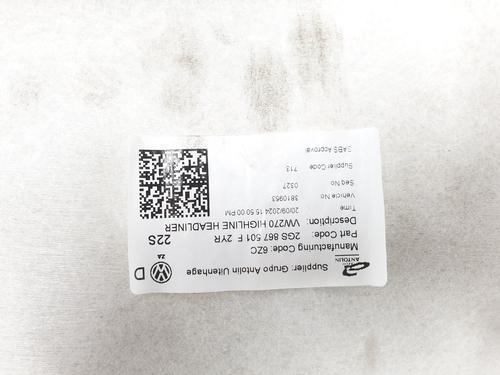 GRUPO ANTOLIN
Supplier: Grupo Antolin Uitenhage
ZA
D
Manufacturing Code: 6ZC
Part Code: 2GS 867 501 F 2YR
22S
Description: VW270 HIGHLINE HEADLINER
Time 20/09/2024 15:50:00 PM
Vehicle No 3810953
Seq No 0327
Supplier Code 713
SABS Approval